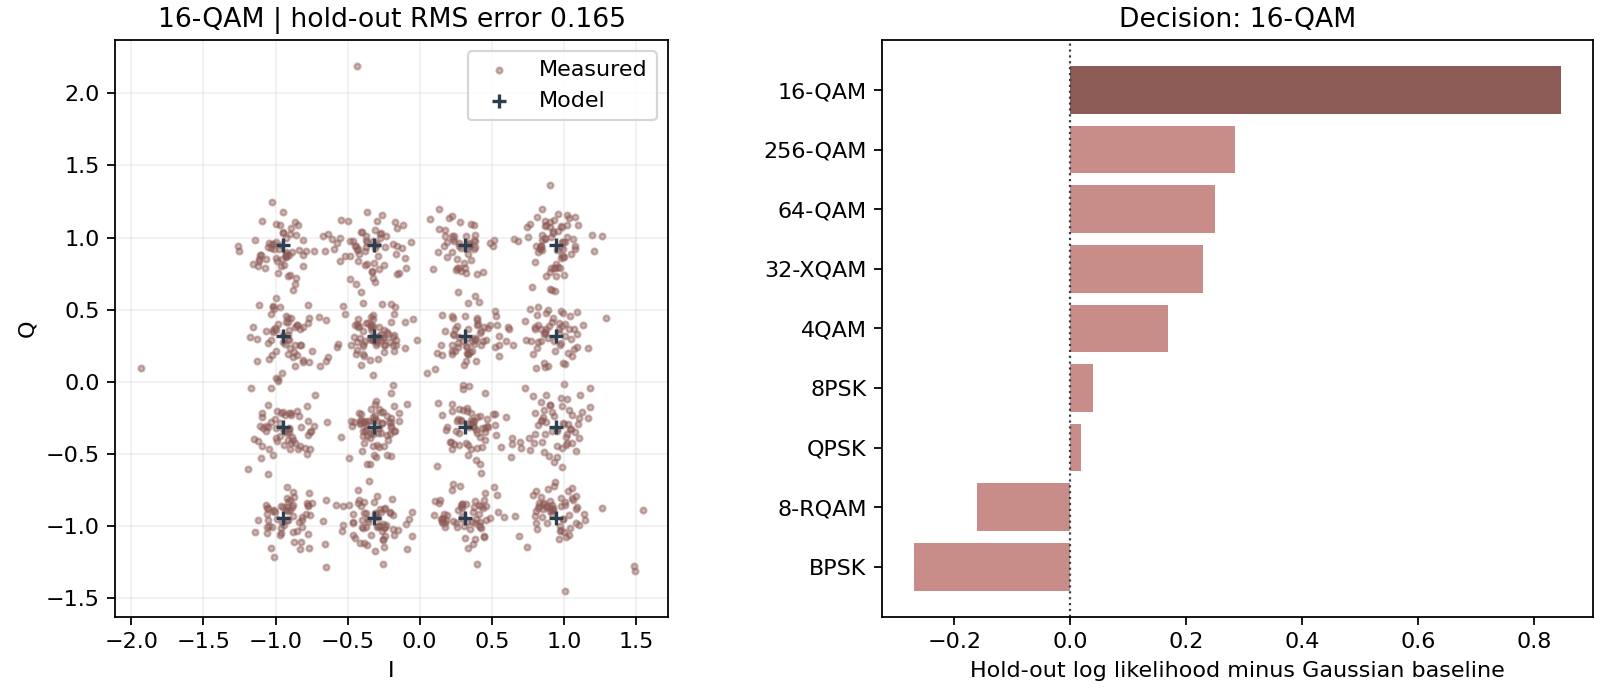 16-QAM | hold-out RMS error 0.165
Measured
Model
2.0
1.5
1.0
0.5
0.0
−0.5
−1.0
−1.5
Q
−2.0 −1.5 −1.0 −0.5 0.0 0.5 1.0 1.5
I
Decision: 16-QAM
16-QAM
256-QAM
64-QAM
32-XQAM
4QAM
8PSK
QPSK
8-RQAM
BPSK
−0.2 0.0 0.2 0.4 0.6 0.8
Hold-out log likelihood minus Gaussian baseline